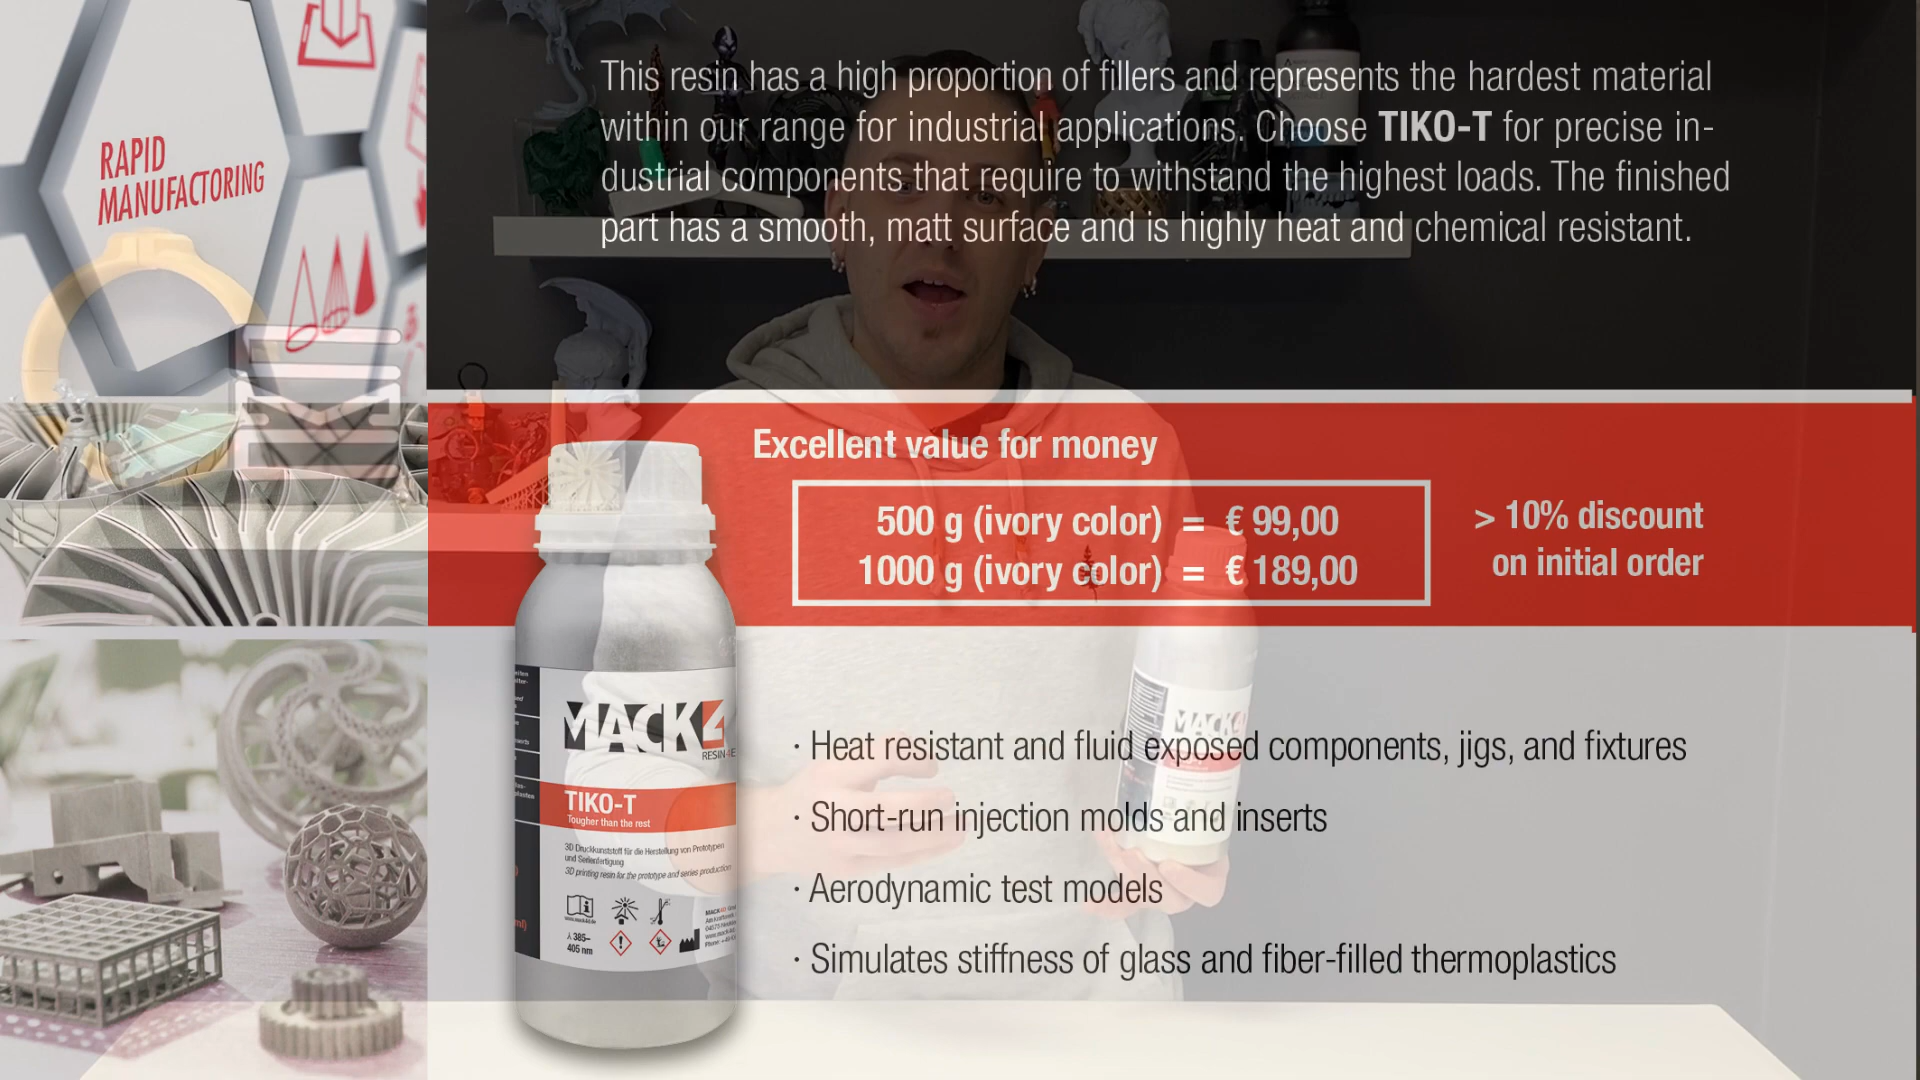 RAPID
MANUFACTORING
This resin has a high proportion of fillers and represents the hardest material
within our range for industrial applications. Choose TIKO-T for precise in-
dustrial components that require to withstand the highest loads. The finished
part has a smooth, matt surface and is highly heat and chemical resistant.
Excellent value for money
500 g (ivory color) = € 99,00
1000 g (ivory color) = € 189,00
> 10% discount
on initial order
MACK4
RESIN
TIKO-T
Tougher than the rest
3D Druckkunststoff für die Herstellung von Prototypen
und Serienfertigung
3D printing resin for the prototype and series production
λ 385–
405 nm
MACK4D
· Heat resistant and fluid exposed components, jigs, and fixtures
· Short-run injection molds and inserts
· Aerodynamic test models
· Simulates stiffness of glass and fiber-filled thermoplastics